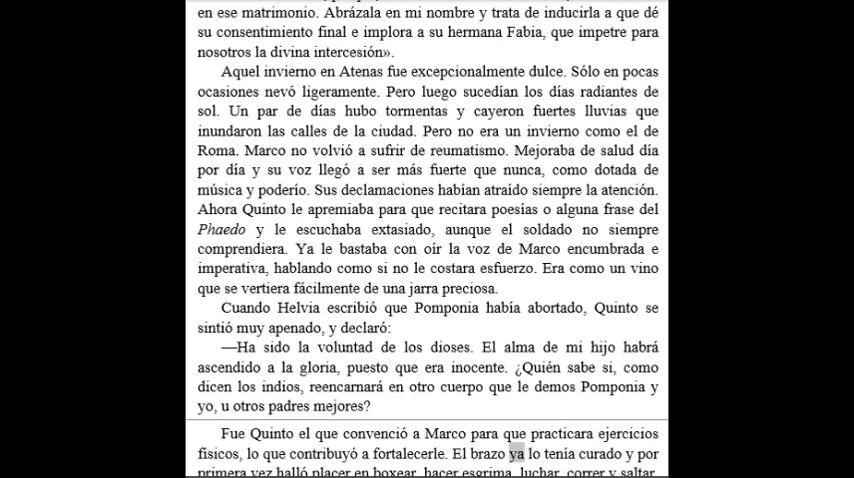 en ese matrimonio. Abrázala en mi nombre y trata de inducirla a que dé
su consentimiento final e implora a su hermana Fabia, que impetre para
nosotros la divina intercesión».
Aquel invierno en Atenas fue excepcionalmente dulce. Sólo en pocas
ocasiones nevó ligeramente. Pero luego sucedían los días radiantes de
sol. Un par de días hubo tormentas y cayeron fuertes lluvias que
inundaron las calles de la ciudad. Pero no era un invierno como el de
Roma. Marco no volvió a sufrir de reumatismo. Mejoraba de salud día
por día y su voz llegó a ser más fuerte que nunca, como dotada de
música y poderío. Sus declamaciones habían atraído siempre la atención.
Ahora Quinto le apremiaba para que recitara poesías o alguna frase del
Phaedo y le escuchaba extasiado, aunque el soldado no siempre
comprendiera. Ya le bastaba con oír la voz de Marco encumbrada e
imperativa, hablando como si no le costara esfuerzo. Era como un vino
que se vertiera fácilmente de una jarra preciosa.
Cuando Helvia escribió que Pomponia había abortado, Quinto se
sintió muy apenado, y declaró:
—Ha sido la voluntad de los dioses. El alma de mi hijo habrá
ascendido a la gloria, puesto que era inocente. ¿Quién sabe si, como
dicen los indios, reencarnará en otro cuerpo que le demos Pomponia y
yo, u otros padres mejores?
Fue Quinto el que convenció a Marco para que practicara ejercicios
físicos, lo que contribuyó a fortalecerle. El brazo ya lo tenía curado y por
primera vez halló placer en boxear, hacer esgrima, luchar, correr y saltar.